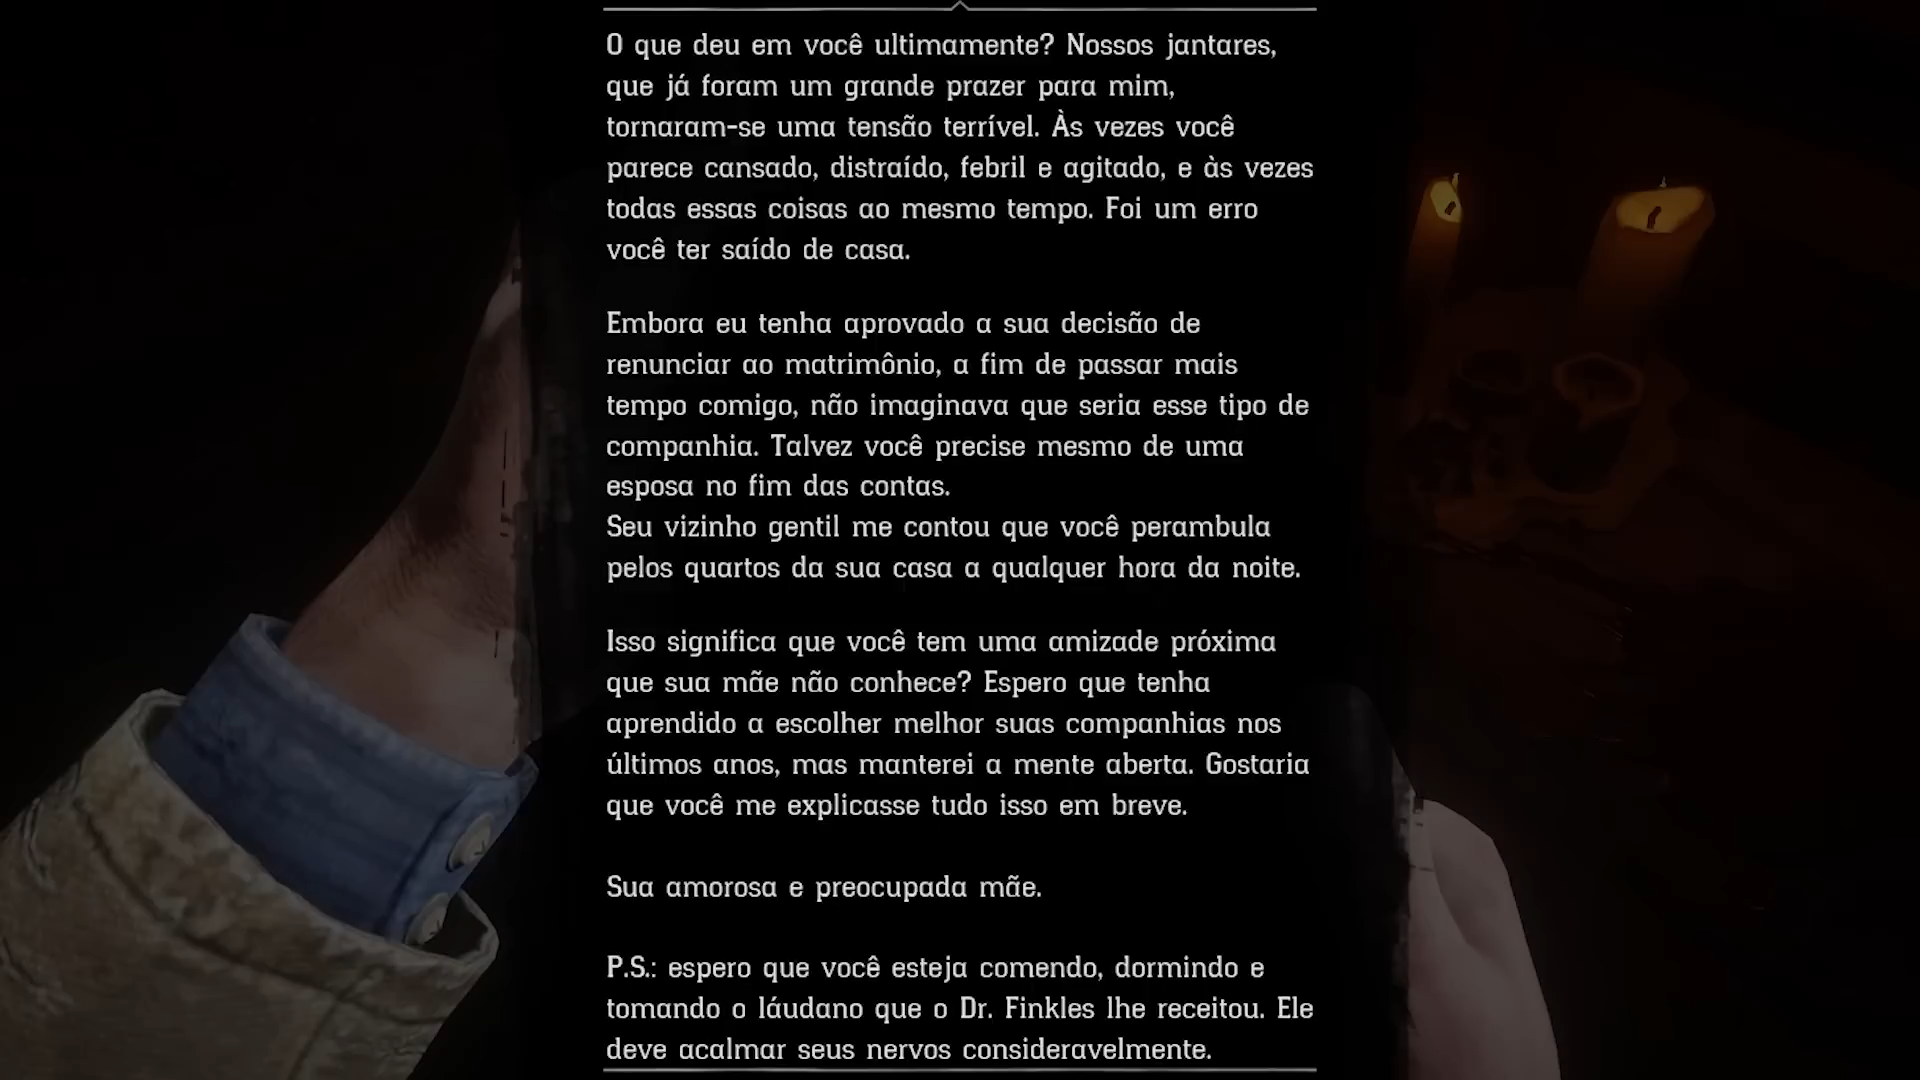 O que deu em você ultimamente? Nossos jantares,
que já foram um grande prazer para mim,
tornaram-se uma tensão terrível. Às vezes você
parece cansado, distraído, febril e agitado, e às vezes
todas essas coisas ao mesmo tempo. Foi um erro
você ter saído de casa.
Embora eu tenha aprovado a sua decisão de
renunciar ao matrimônio, a fim de passar mais
tempo comigo, não imaginava que seria esse tipo de
companhia. Talvez você precise mesmo de uma
esposa no fim das contas.
Seu vizinho gentil me contou que você perambula
pelos quartos da sua casa a qualquer hora da noite.
Isso significa que você tem uma amizade próxima
que sua mãe não conhece? Espero que tenha
aprendido a escolher melhor suas companhias nos
últimos anos, mas manterei a mente aberta. Gostaria
que você me explicasse tudo isso em breve.
Sua amorosa e preocupada mãe.
P.S.: espero que você esteja comendo, dormindo e
tomando o láudano que o Dr. Finkles lhe receitou. Ele
deve acalmar seus nervos consideravelmente.